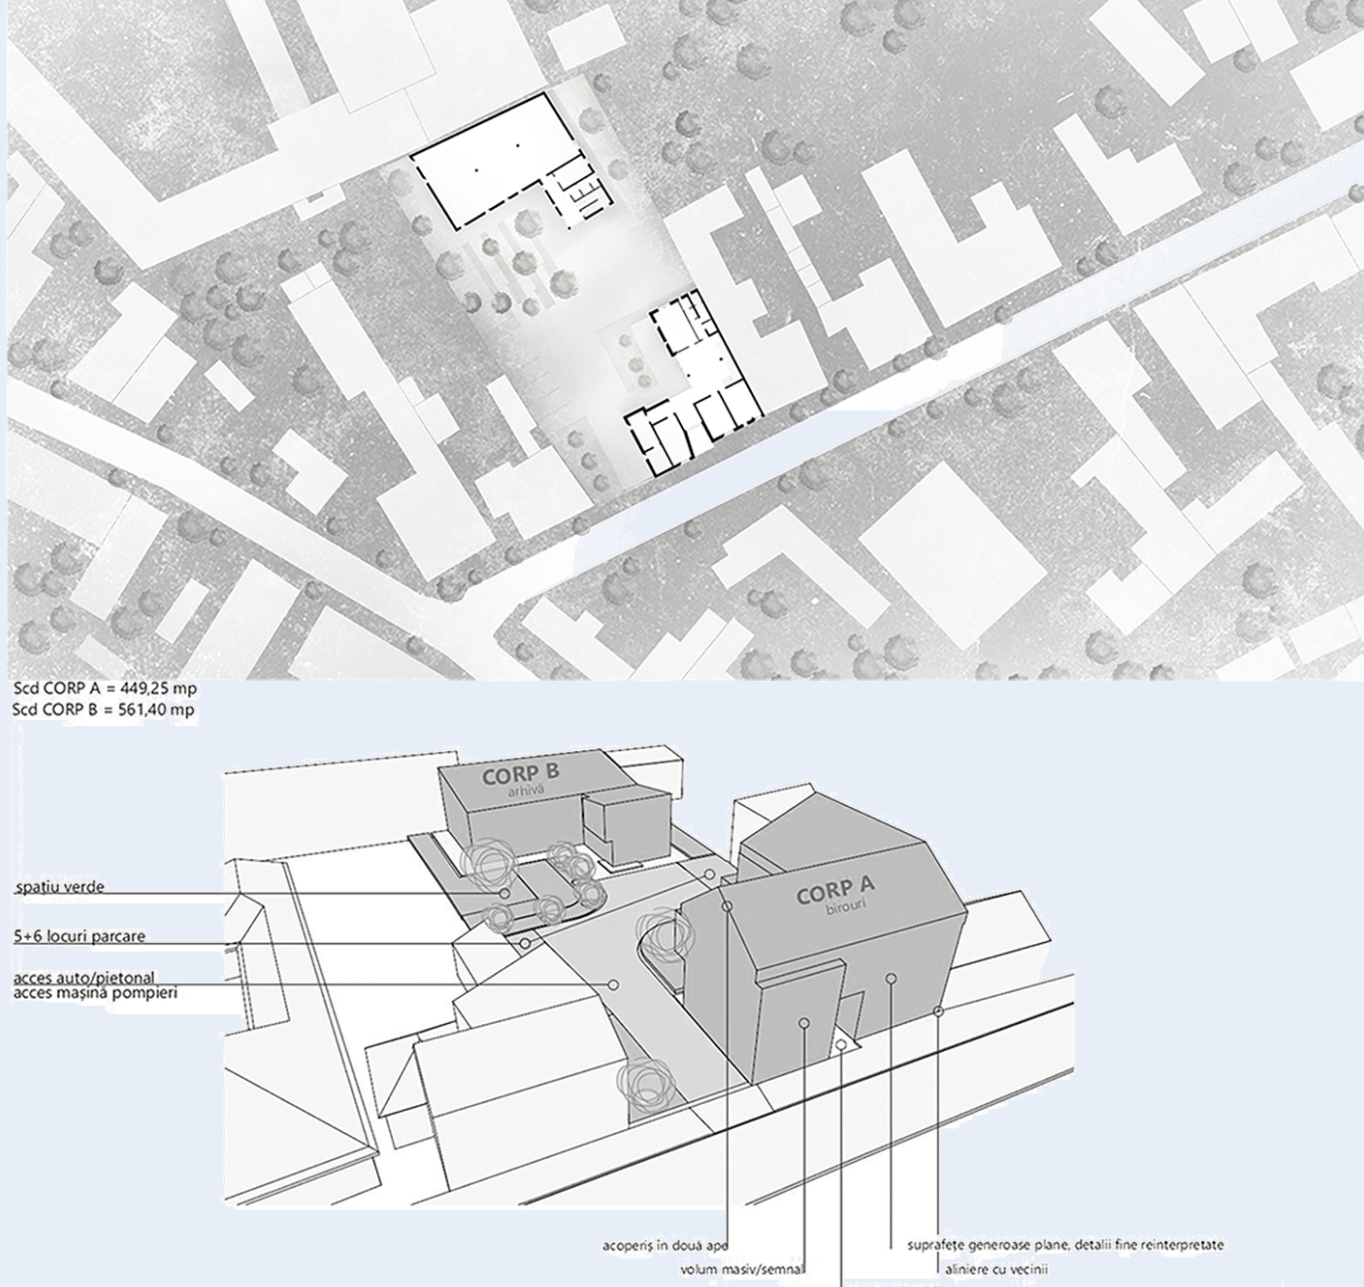 Scd CORP A = 449,25 mp
Scd CORP B = 561,40 mp
CORP B
arhivă
CORP A
birouri
spațiu verde
5+6 locuri parcare
acces auto/pietonal
acces mașină pompieri
acoperiș în două ape
suprafețe generoase plane, detalii fine reinterpretate
volum masiv/semnal
aliniere cu vecinii